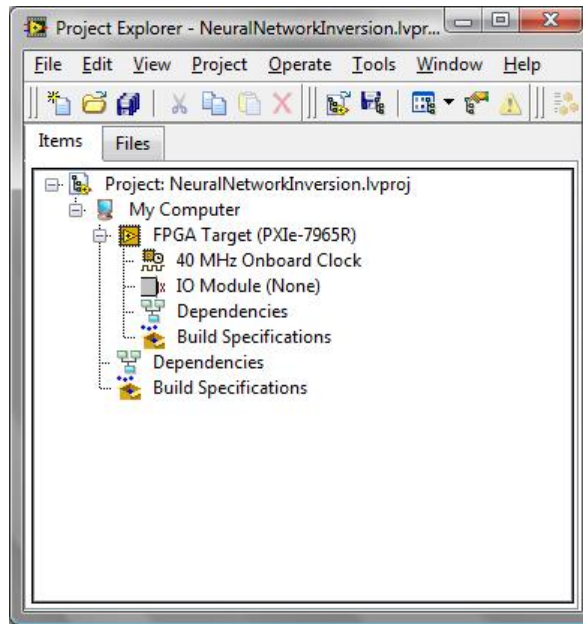 Project Explorer - NeuralNetworkInversion.lvpr...
File Edit View Project Operate Tools Window Help
Items Files
Project: NeuralNetworkInversion.lvproj
My Computer
FPGA Target (PXIe-7965R)
40 MHz Onboard Clock
IO Module (None)
Dependencies
Build Specifications
Dependencies
Build Specifications